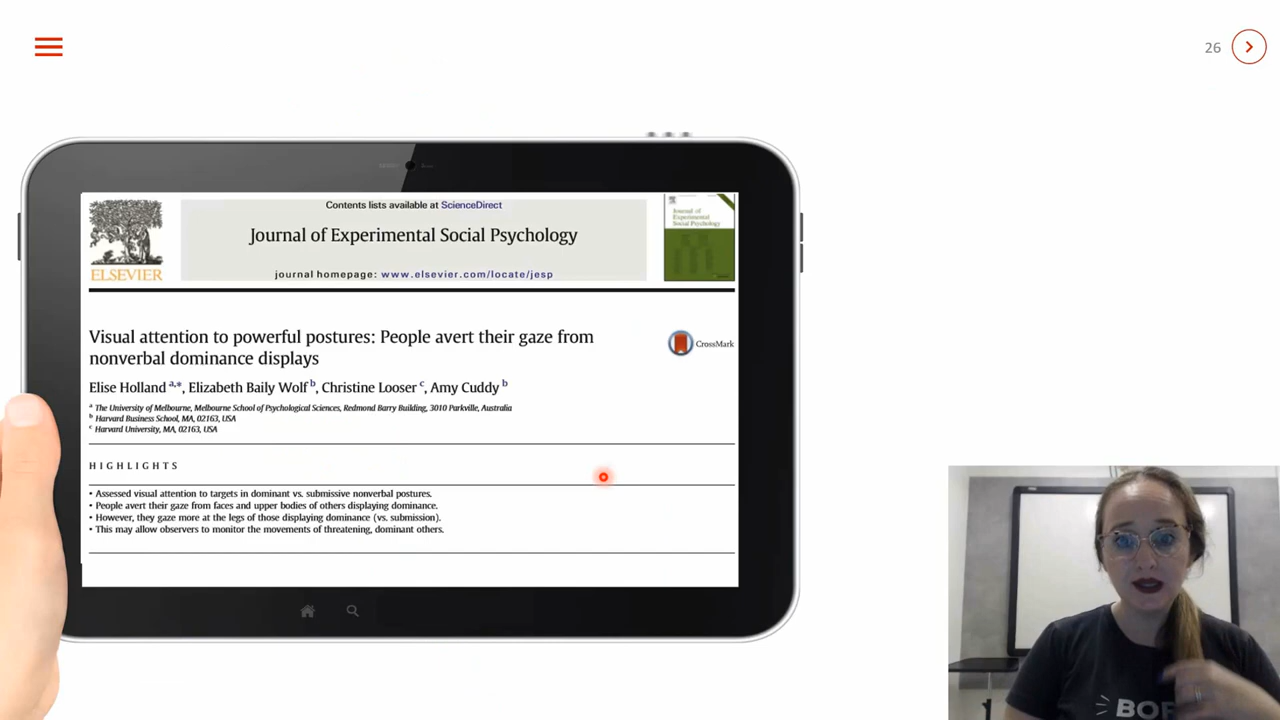 26
Contents lists available at ScienceDirect
Journal of Experimental Social Psychology
journal homepage: www.elsevier.com/locate/jesp
ELSEVIER
Journal of
Experimental
Social Psychology
Visual attention to powerful postures: People avert their gaze from
nonverbal dominance displays
CrossMark
Elise Holland a,*, Elizabeth Baily Wolf b, Christine Looser c, Amy Cuddy b
a The University of Melbourne, Melbourne School of Psychological Sciences, Redmond Barry Building, 3010 Parkville, Australia
b Harvard Business School, MA, 02163, USA
c Harvard University, MA, 02163, USA
HIGHLIGHTS
• Assessed visual attention to targets in dominant vs. submissive nonverbal postures.
• People avert their gaze from faces and upper bodies of others displaying dominance.
• However, they gaze more at the legs of those displaying dominance (vs. submission).
• This may allow observers to monitor the movements of threatening, dominant others.